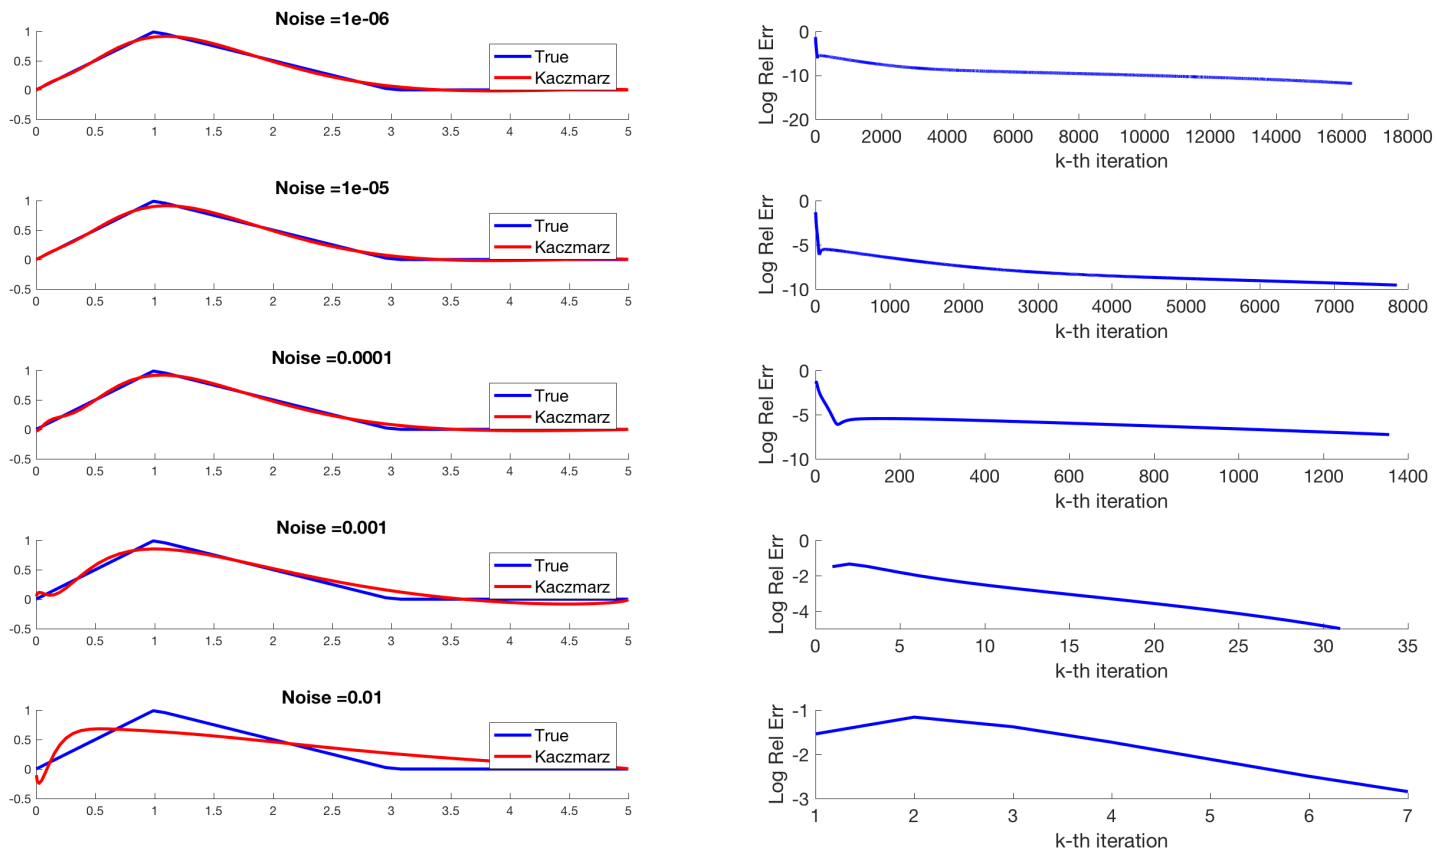 Noise =1e-06
1
0.5
0
-0.5
0 0.5 1 1.5 2 2.5 3 3.5 4 4.5 5
True
Kaczmarz
Log Rel Err
0
-10
-20
0 2000 4000 6000 8000 10000 12000 14000 16000 18000
k-th iteration
Noise =1e-05
1
0.5
0
-0.5
0 0.5 1 1.5 2 2.5 3 3.5 4 4.5 5
True
Kaczmarz
Log Rel Err
0
-5
-10
0 1000 2000 3000 4000 5000 6000 7000 8000
k-th iteration
Noise =0.0001
1
0.5
0
-0.5
0 0.5 1 1.5 2 2.5 3 3.5 4 4.5 5
True
Kaczmarz
Log Rel Err
0
-5
-10
0 200 400 600 800 1000 1200 1400
k-th iteration
Noise =0.001
1
0.5
0
-0.5
0 0.5 1 1.5 2 2.5 3 3.5 4 4.5 5
True
Kaczmarz
Log Rel Err
0
-2
-4
0 5 10 15 20 25 30 35
k-th iteration
Noise =0.01
1
0.5
0
-0.5
0 0.5 1 1.5 2 2.5 3 3.5 4 4.5 5
True
Kaczmarz
Log Rel Err
-1
-2
-3
1 2 3 4 5 6 7
k-th iteration